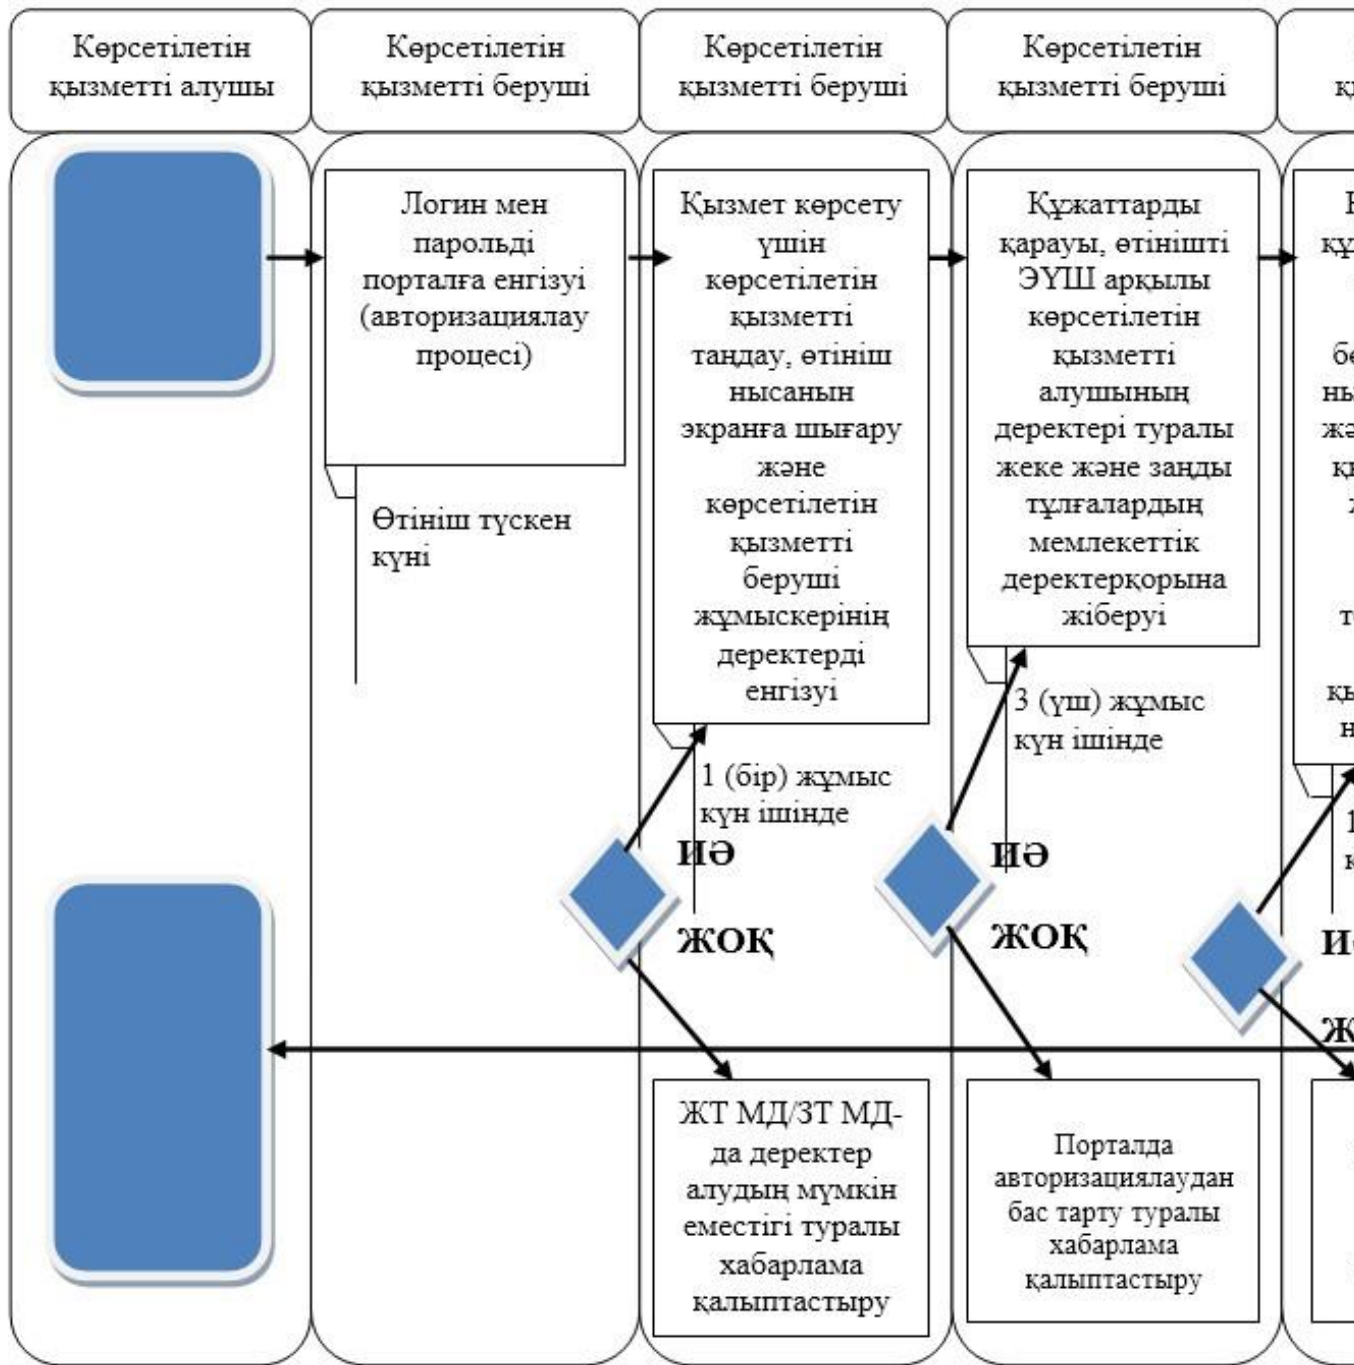 Көрсетілетін
қызметті алушы
Көрсетілетін
қызметті беруші
Көрсетілетін
қызметті беруші
Көрсетілетін
қызметті беруші
Логин мен
парольді
порталға енгізуі
(авторизациялау
процесі)
Өтініш түскен
күні
Қызмет көрсету
үшін
көрсетілетін
қызметті
таңдау, өтініш
нысанын
экранға шығару
және
көрсетілетін
қызметті
беруші
жұмыскерінің
деректерді
енгізуі
1 (бір) жұмыс
күн ішінде
ИӘ
ЖОҚ
ЖТ МД/ЗТ МД-
да деректер
алудың мүмкін
еместігі туралы
хабарлама
қалыптастыру
Құжаттарды
қарауы, өтінішті
ЭҮШ арқылы
көрсетілетін
қызметті
алушының
деректері туралы
жеке және заңды
тұлғалардың
мемлекеттік
деректерқорына
жіберуі
3 (үш) жұмыс
күн ішінде
ИӘ
ЖОҚ
Порталда
авторизациялаудан
бас тарту туралы
хабарлама
қалыптастыру